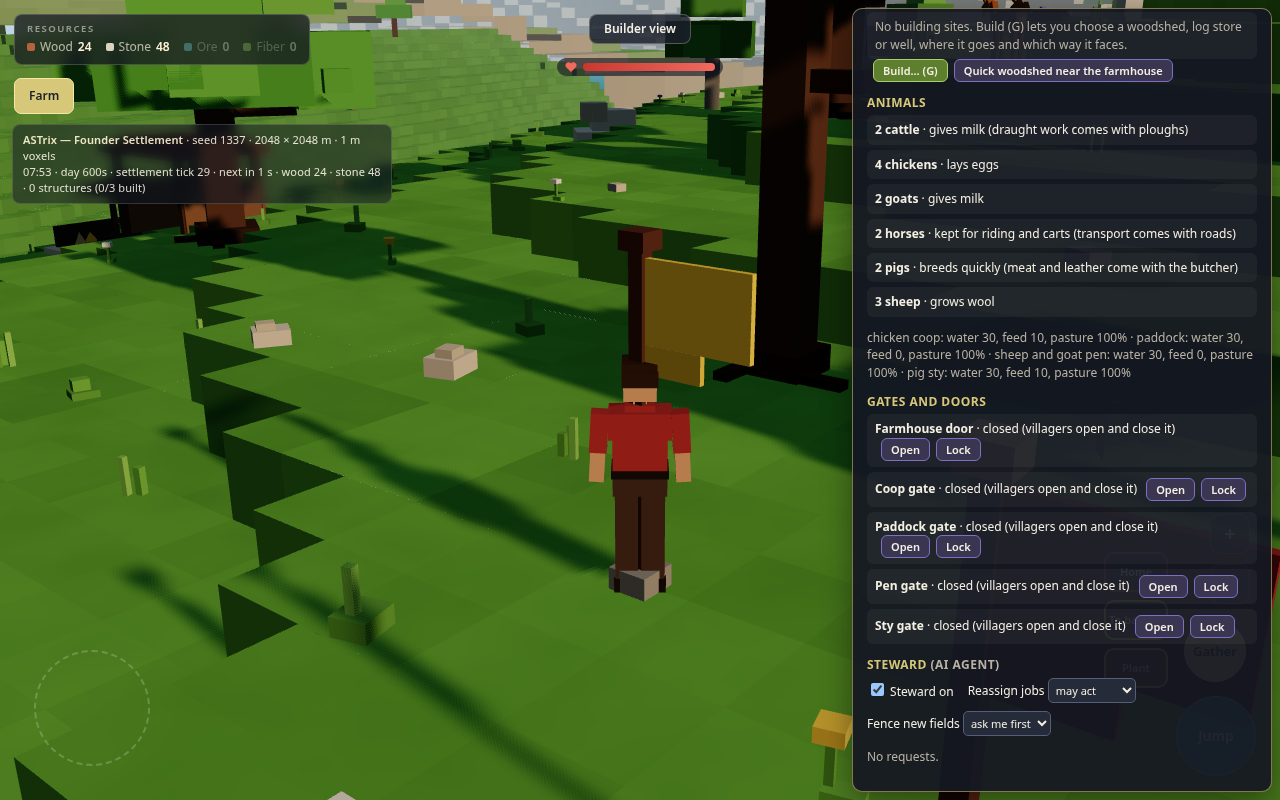 RESOURCES
Wood 24 Stone 48 Ore 0 Fiber 0
Farm
ASTrix — Founder Settlement · seed 1337 · 2048 × 2048 m · 1 m
voxels
07:53 · day 600s · settlement tick 29 · next in 1 s · wood 24 · stone 48
· 0 structures (0/3 built)
Builder view
No building sites. Build (G) lets you choose a woodshed, log store
or well, where it goes and which way it faces.
Build... (G) Quick woodshed near the farmhouse
ANIMALS
2 cattle · gives milk (draught work comes with ploughs)
4 chickens · lays eggs
2 goats · gives milk
2 horses · kept for riding and carts (transport comes with roads)
2 pigs · breeds quickly (meat and leather come with the butcher)
3 sheep · grows wool
chicken coop: water 30, feed 10, pasture 100% · paddock: water 30,
feed 0, pasture 100% · sheep and goat pen: water 30, feed 0, pasture
100% · pig sty: water 30, feed 10, pasture 100%
GATES AND DOORS
Farmhouse door · closed (villagers open and close it)
Open Lock
Coop gate · closed (villagers open and close it) Open Lock
Paddock gate · closed (villagers open and close it)
Open Lock
Pen gate · closed (villagers open and close it) Open Lock
Sty gate · closed (villagers open and close it) Open Lock
STEWARD (AI AGENT)
Steward on Reassign jobs may act
Fence new fields ask me first
No requests.
Home
Gather
Plant
Jump